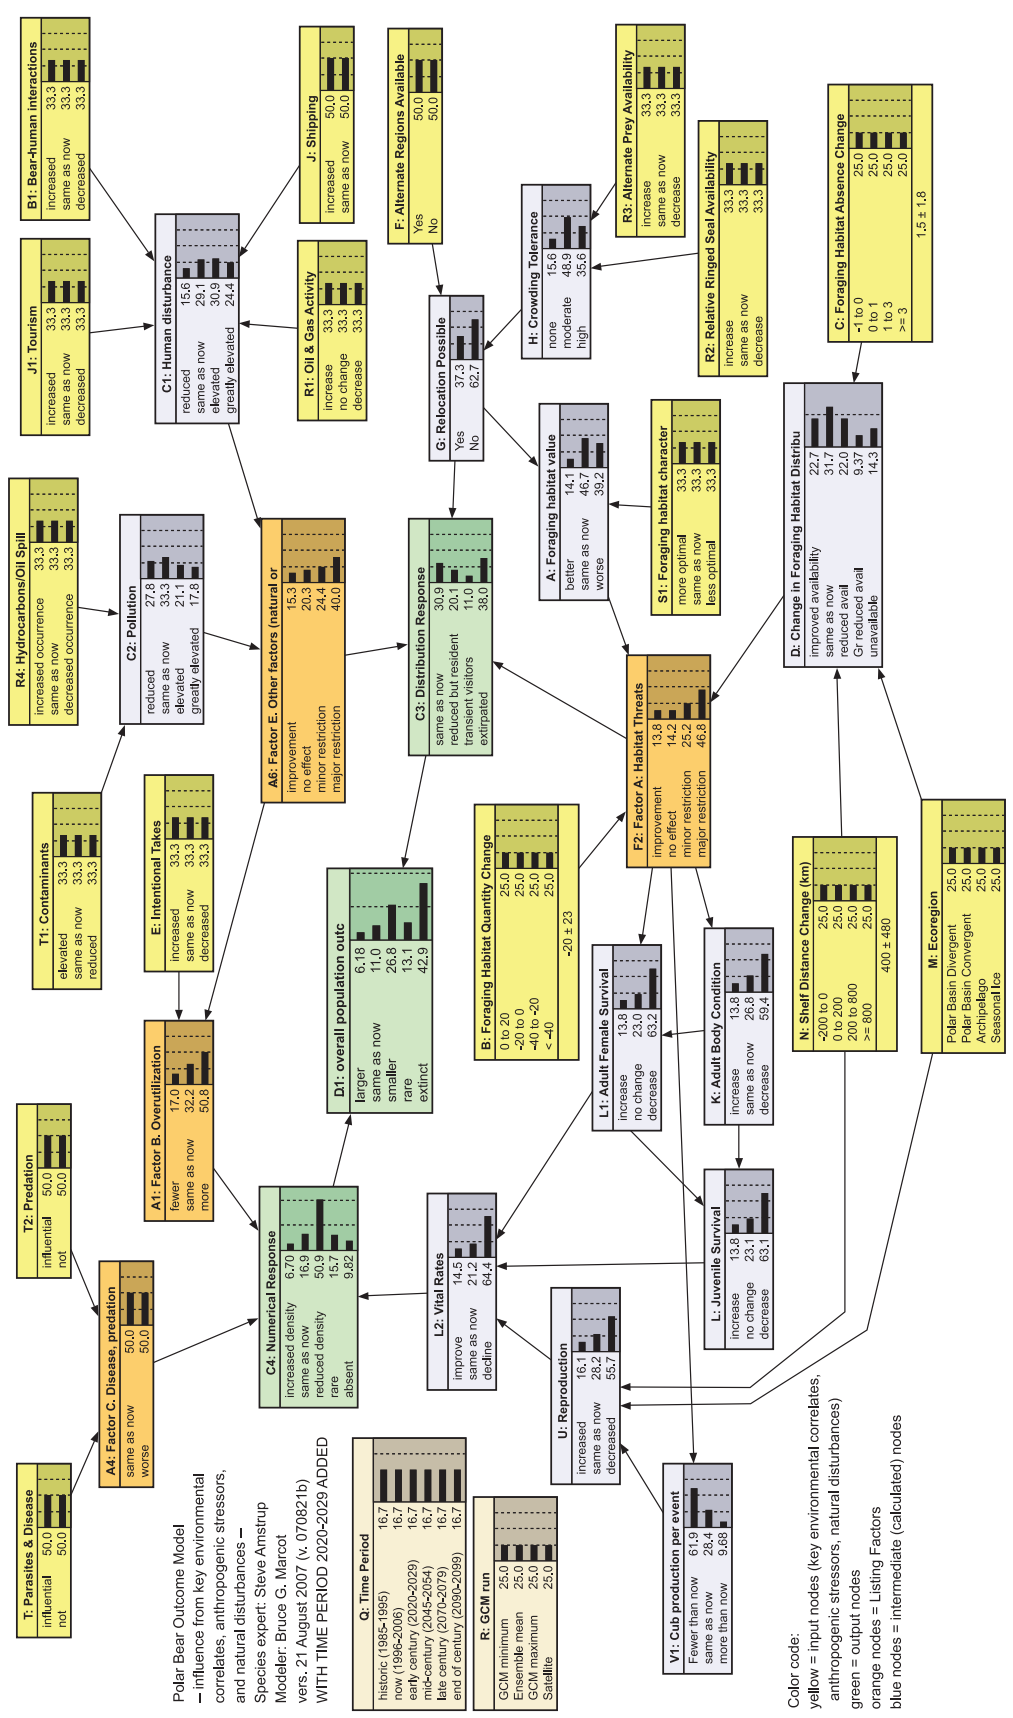 T: Parasites & Disease
influential 50.0
not 50.0
T2: Predation
influential 50.0
not 50.0
A4: Factor C. Disease, predation
same as now 50.0
worse 50.0
T1: Contaminants
elevated 33.3
same as now 33.3
reduced 33.3
R4: Hydrocarbons/Oil Spill
increased occurrence 33.3
same as now 33.3
decreased occurrence 33.3
J1: Tourism
increased 33.3
same as now 33.3
decreased 33.3
B1: Bear-human interactions
increased 33.3
same as now 33.3
decreased 33.3
C2: Pollution
reduced 27.8
same as now 33.3
elevated 21.1
greatly elevated 17.8
E: Intentional Takes
increased 33.3
same as now 33.3
decreased 33.3
A1: Factor B. Overutilization
fewer 17.0
same as now 32.2
more 50.8
C1: Human disturbance
reduced 15.6
same as now 29.1
elevated 30.9
greatly elevated 24.4
J: Shipping
increased 50.0
same as now 50.0
R1: Oil & Gas Activity
increase 33.3
no change 33.3
decrease 33.3
Polar Bear Outcome Model
– influence from key environmental
correlates, anthropogenic stressors,
and natural disturbances –
Species expert: Steve Amstrup
Modeler: Bruce G. Marcot
vers. 21 August 2007 (v. 070821b)
WITH TIME PERIOD 2020-2029 ADDED
C4: Numerical Response
increased density 6.70
same as now 16.9
reduced density 50.9
rare 15.7
absent 9.82
A6: Factor E. Other factors (natural or
improvement 15.3
no effect 20.3
minor restriction 24.4
major restriction 40.0
D1: overall population outc
larger 6.18
same as now 11.0
smaller 26.8
rare 13.1
extinct 42.9
C3: Distribution Response
same as now 30.9
reduced but resident 20.1
transient visitors 11.0
extirpated 38.0
F: Alternate Regions Available
Yes 50.0
No 50.0
G: Relocation Possible
Yes 37.3
No 62.7
Q: Time Period
historic (1985-1995) 16.7
now (1996-2006) 16.7
early century (2020-2029) 16.7
mid-century (2045-2054) 16.7
late century (2070-2079) 16.7
end of century (2090-2099) 16.7
R: GCM run
GCM minimum 25.0
Ensemble mean 25.0
GCM maximum 25.0
Satellite 25.0
L2: Vital Rates
improve 14.5
same as now 21.2
decline 64.4
B: Foraging Habitat Quantity Change
0 to 20 25.0
-20 to 0 25.0
-40 to -20 25.0
< -40 25.0
-20 ± 23
A: Foraging habitat value
better 14.1
same as now 46.7
worse 39.2
H: Crowding Tolerance
none 15.6
moderate 48.9
high 35.6
R3: Alternate Prey Availability
increase 33.3
same as now 33.3
decrease 33.3
R2: Relative Ringed Seal Availability
increase 33.3
same as now 33.3
decrease 33.3
U: Reproduction
increased 16.1
same as now 28.2
decreased 55.7
L1: Adult Female Survival
increase 13.8
no change 23.0
decrease 63.2
F2: Factor A: Habitat Threats
improvement 13.8
no effect 14.2
minor restriction 25.2
major restriction 46.8
S1: Foraging habitat character
more optimal 33.3
same as now 33.3
less optimal 33.3
V1: Cub production per event
Fewer than now 61.9
same as now 28.4
more than now 9.68
L: Juvenile Survival
increase 13.8
no change 23.1
decrease 63.1
K: Adult Body Condition
increase 13.8
same as now 26.8
decrease 59.4
D: Change in Foraging Habitat Distribu
improved availability 22.7
same as now 31.7
reduced avail 22.0
Gr reduced avail 9.37
unavailable 14.3
C: Foraging Habitat Absence Change
-1 to 0 25.0
0 to 1 25.0
1 to 3 25.0
>= 3 25.0
1.5 ± 1.8
N: Shelf Distance Change (km)
-200 to 0 25.0
0 to 200 25.0
200 to 800 25.0
>= 800 25.0
400 ± 480
M: Ecoregion
Polar Basin Divergent 25.0
Polar Basin Convergent 25.0
Archipelago 25.0
Seasonal Ice 25.0
Color code:
yellow = input nodes (key environmental correlates,
anthropogenic stressors, natural disturbances)
green = output nodes
orange nodes = Listing Factors
blue nodes = intermediate (calculated) nodes